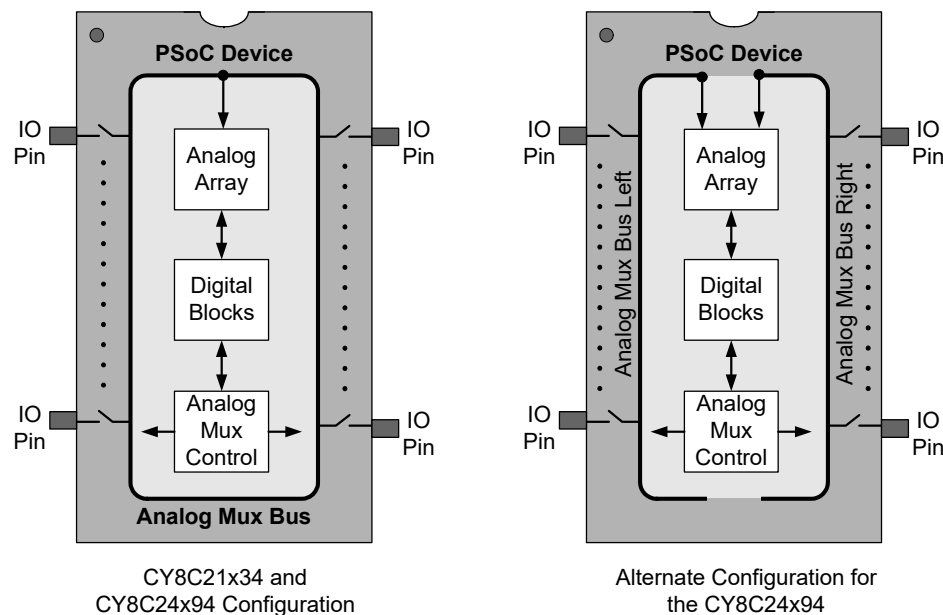 PSoC Device
IO
Pin
IO
Pin
Analog
Array
Digital
Blocks
IO
Pin
IO
Pin
Analog
Mux
Control
Analog Mux Bus
CY8C21x34 and
CY8C24x94 Configuration
PSoC Device
IO
Pin
IO
Pin
Analog
Array
Analog Mux Bus Left
Analog Mux Bus Right
Digital
Blocks
IO
Pin
IO
Pin
Analog
Mux
Control
Alternate Configuration for
the CY8C24x94